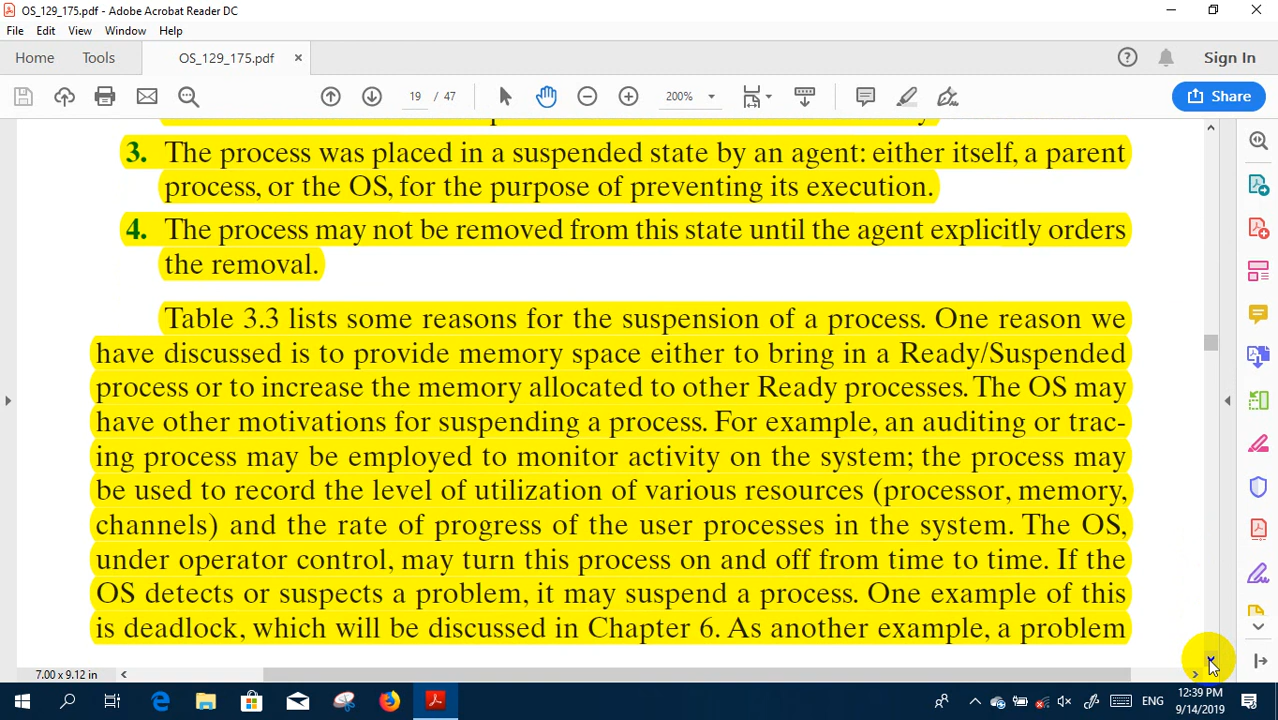 OS_129_175.pdf - Adobe Acrobat Reader DC
File Edit View Window Help
Home Tools OS_129_175.pdf × Sign In
19 / 47 200% Share
3. The process was placed in a suspended state by an agent: either itself, a parent
process, or the OS, for the purpose of preventing its execution.
4. The process may not be removed from this state until the agent explicitly orders
the removal.
Table 3.3 lists some reasons for the suspension of a process. One reason we
have discussed is to provide memory space either to bring in a Ready/Suspended
process or to increase the memory allocated to other Ready processes. The OS may
have other motivations for suspending a process. For example, an auditing or trac-
ing process may be employed to monitor activity on the system; the process may
be used to record the level of utilization of various resources (processor, memory,
channels) and the rate of progress of the user processes in the system. The OS,
under operator control, may turn this process on and off from time to time. If the
OS detects or suspects a problem, it may suspend a process. One example of this
is deadlock, which will be discussed in Chapter 6. As another example, a problem
7.00 x 9.12 in
ENG 12:39 PM
9/14/2019